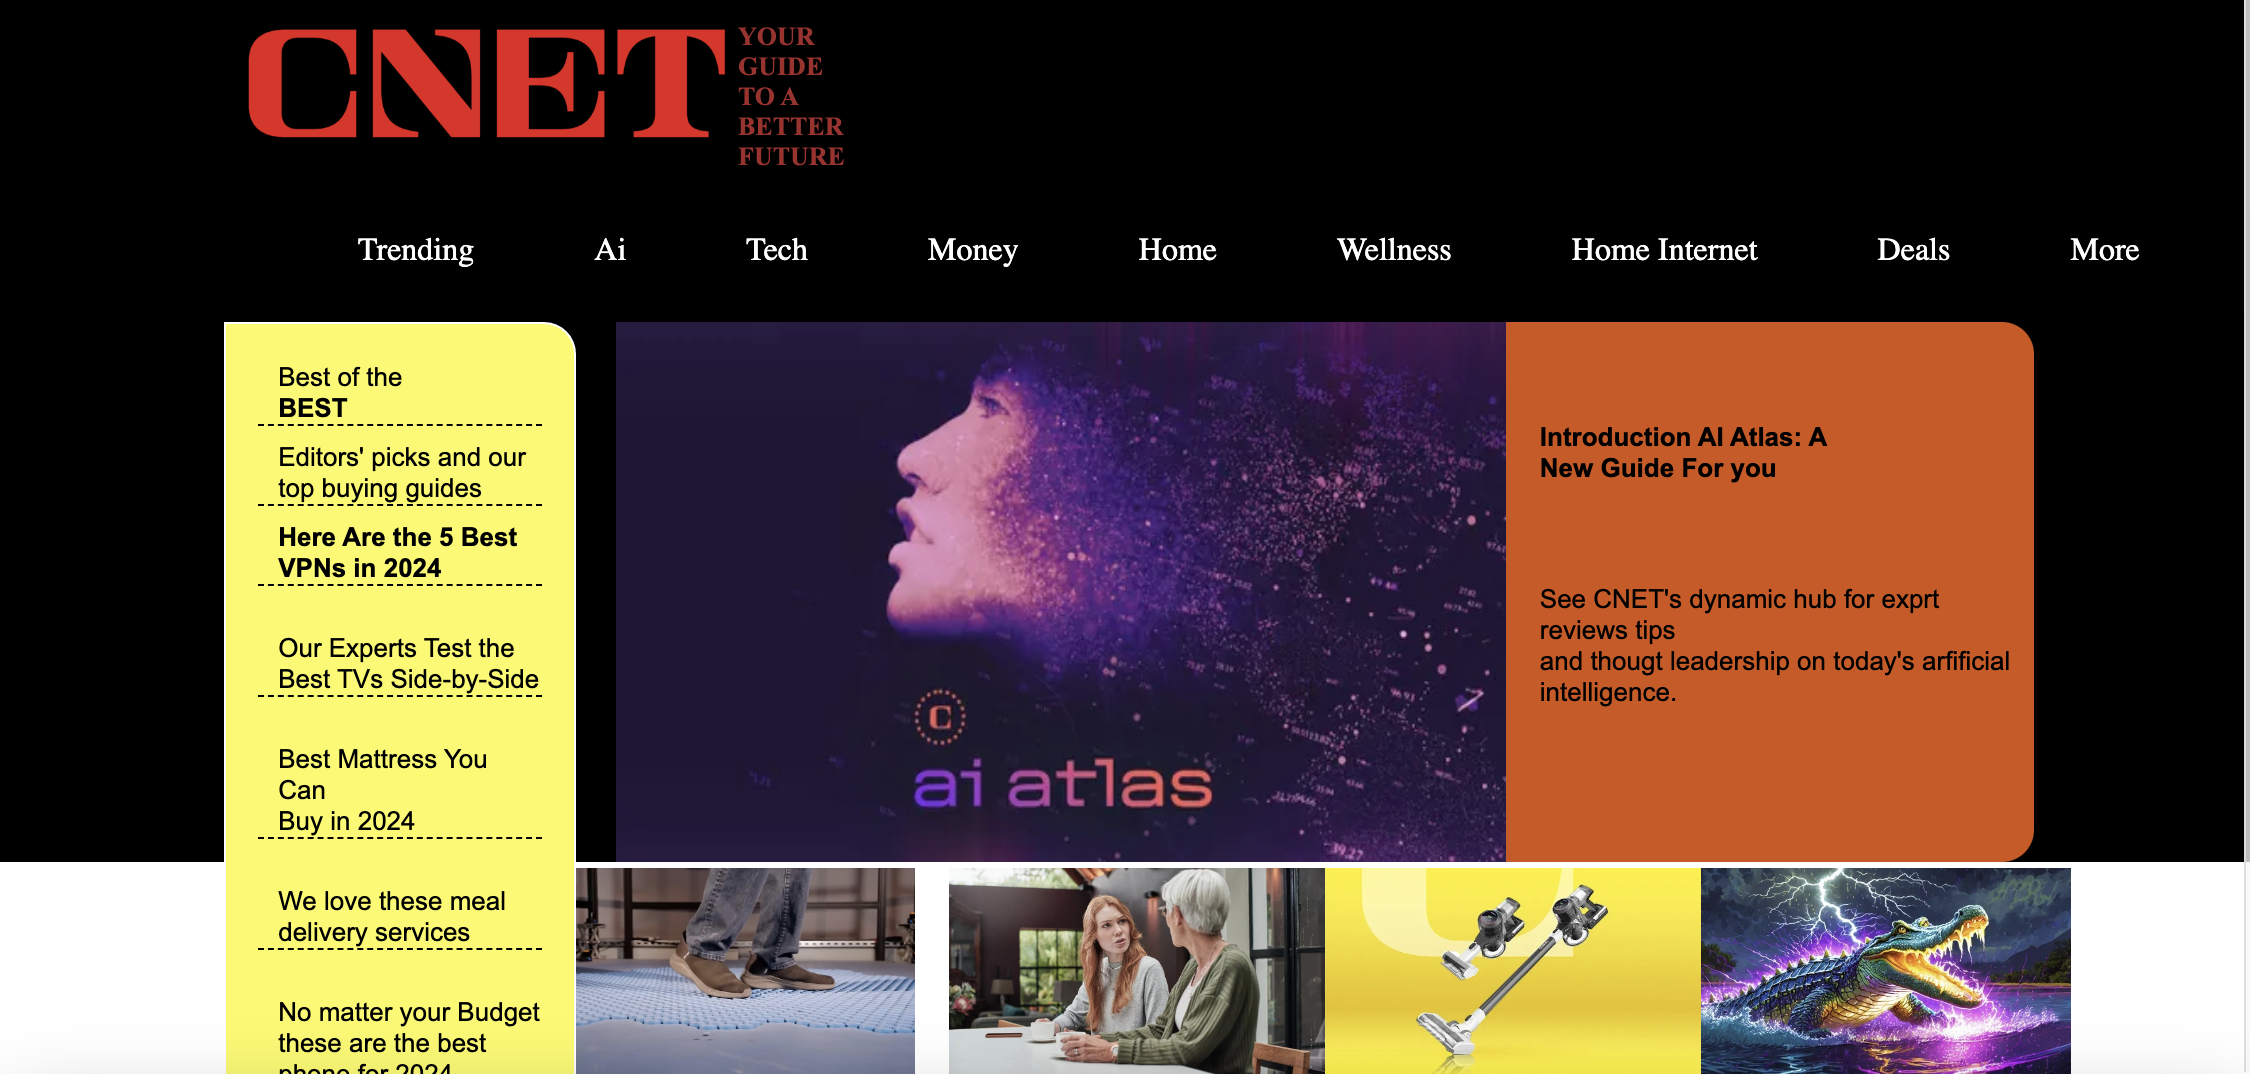 CNET
YOUR
GUIDE
TO A
BETTER
FUTURE
Trending Ai Tech Money Home Wellness Home Internet Deals More
Best of the
BEST
Editors' picks and our
top buying guides
Here Are the 5 Best
VPNs in 2024
Our Experts Test the
Best TVs Side-by-Side
Best Mattress You
Can
Buy in 2024
We love these meal
delivery services
No matter your Budget
these are the best
phone for 2024
C
ai atlas
Introduction AI Atlas: A
New Guide For you
See CNET's dynamic hub for exprt
reviews tips
and thougt leadership on today's arfificial
intelligence.